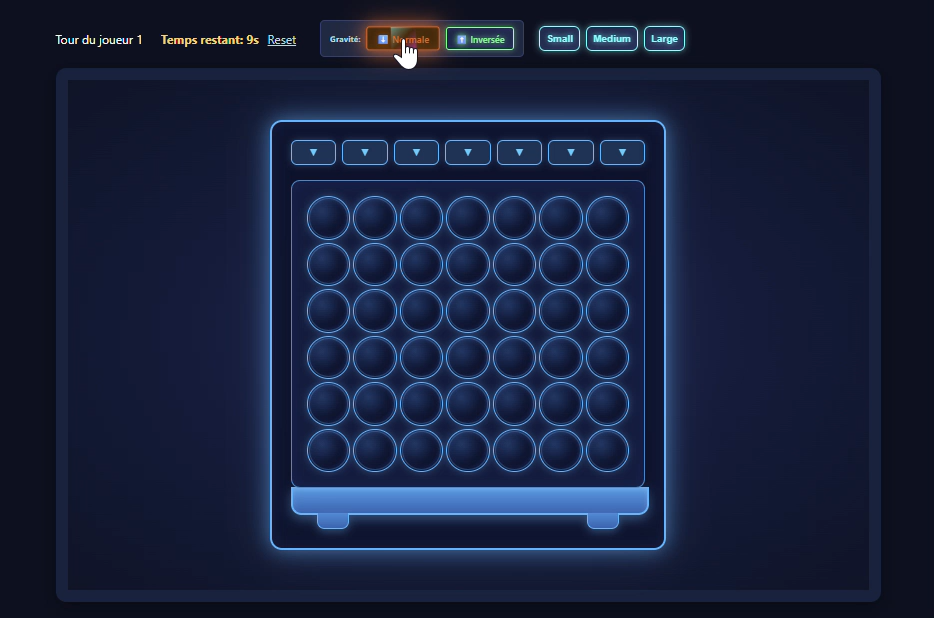 Tour du joueur 1 Temps restant: 9s Reset Gravité: ⬇️ Normale ⬆️ Inversée Small Medium Large
▼ ▼ ▼ ▼ ▼ ▼ ▼